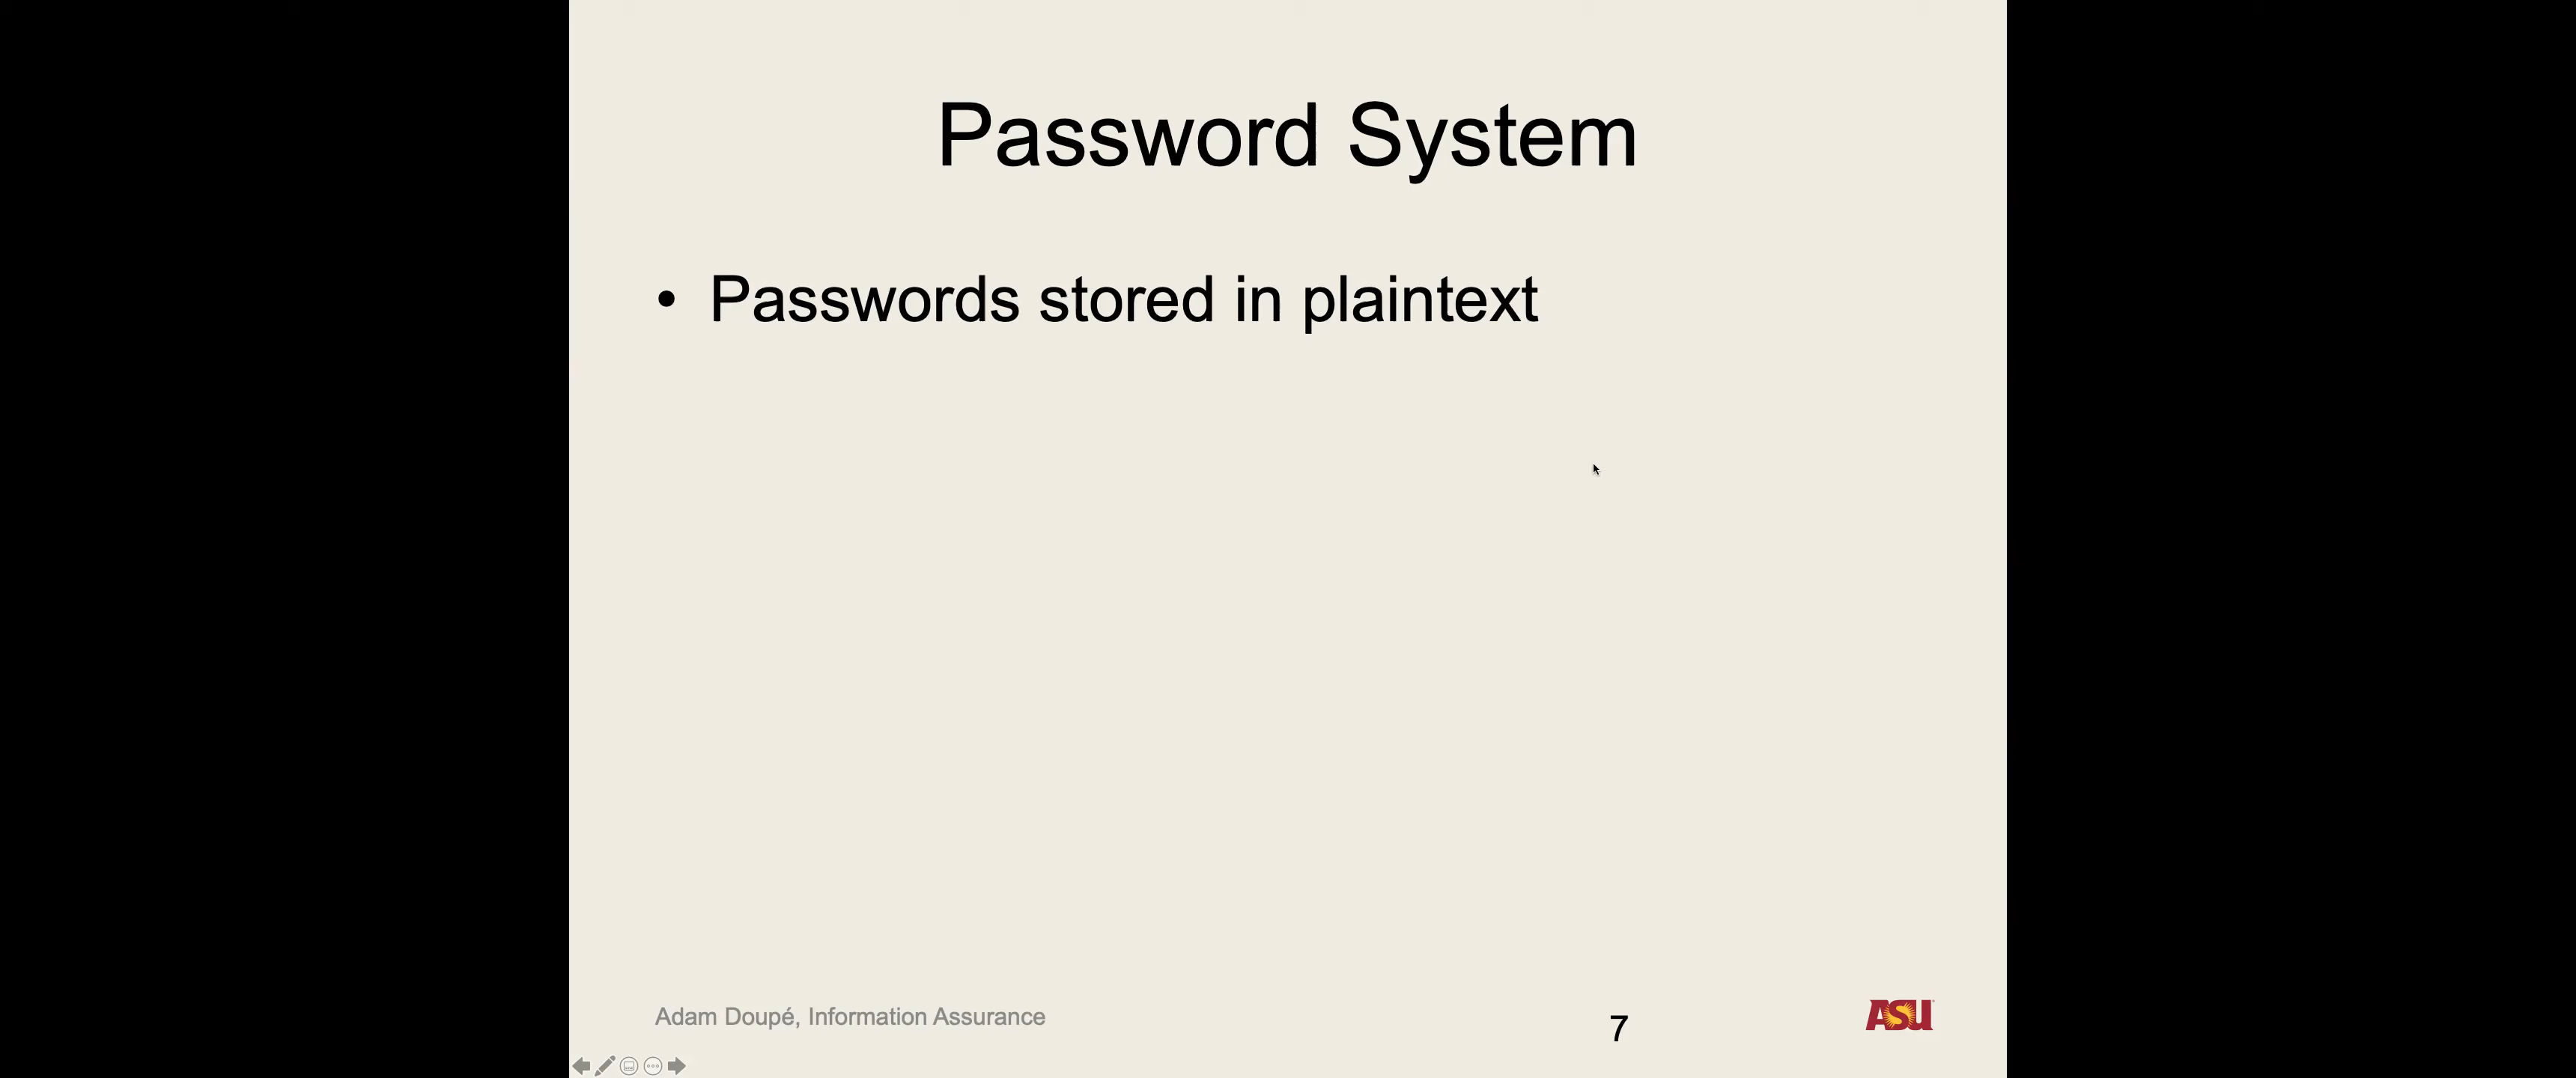 Password System
• Passwords stored in plaintext
Adam Doupé, Information Assurance
7
ASU